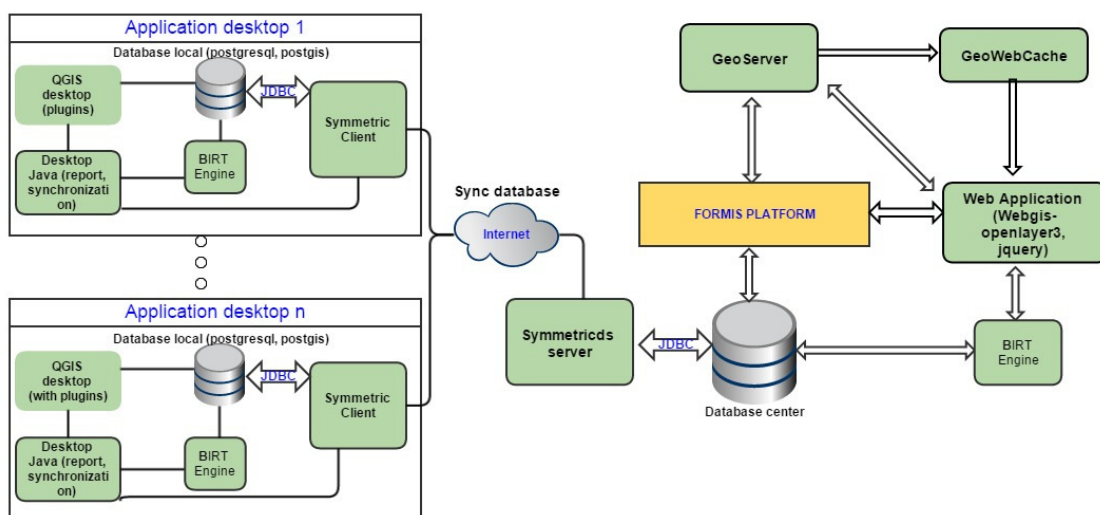 Application desktop 1
Database local (postgresql, postgis)
QGIS
desktop
(plugins)
JDBC
Symmetric
Client
Desktop
Java (report,
synchronizati
on)
BIRT
Engine
Application desktop n
Database local (postgresql, postgis)
QGIS
desktop
(with plugins)
JDBC
Symmetric
Client
Desktop
Java (report,
synchronizati
on)
BIRT
Engine
Sync database
Internet
Symmetricds
server
JDBC
Database center
GeoServer
GeoWebCache
FORMIS PLATFORM
Web Application
(Webgis-
openlayer3,
jquery)
BIRT
Engine